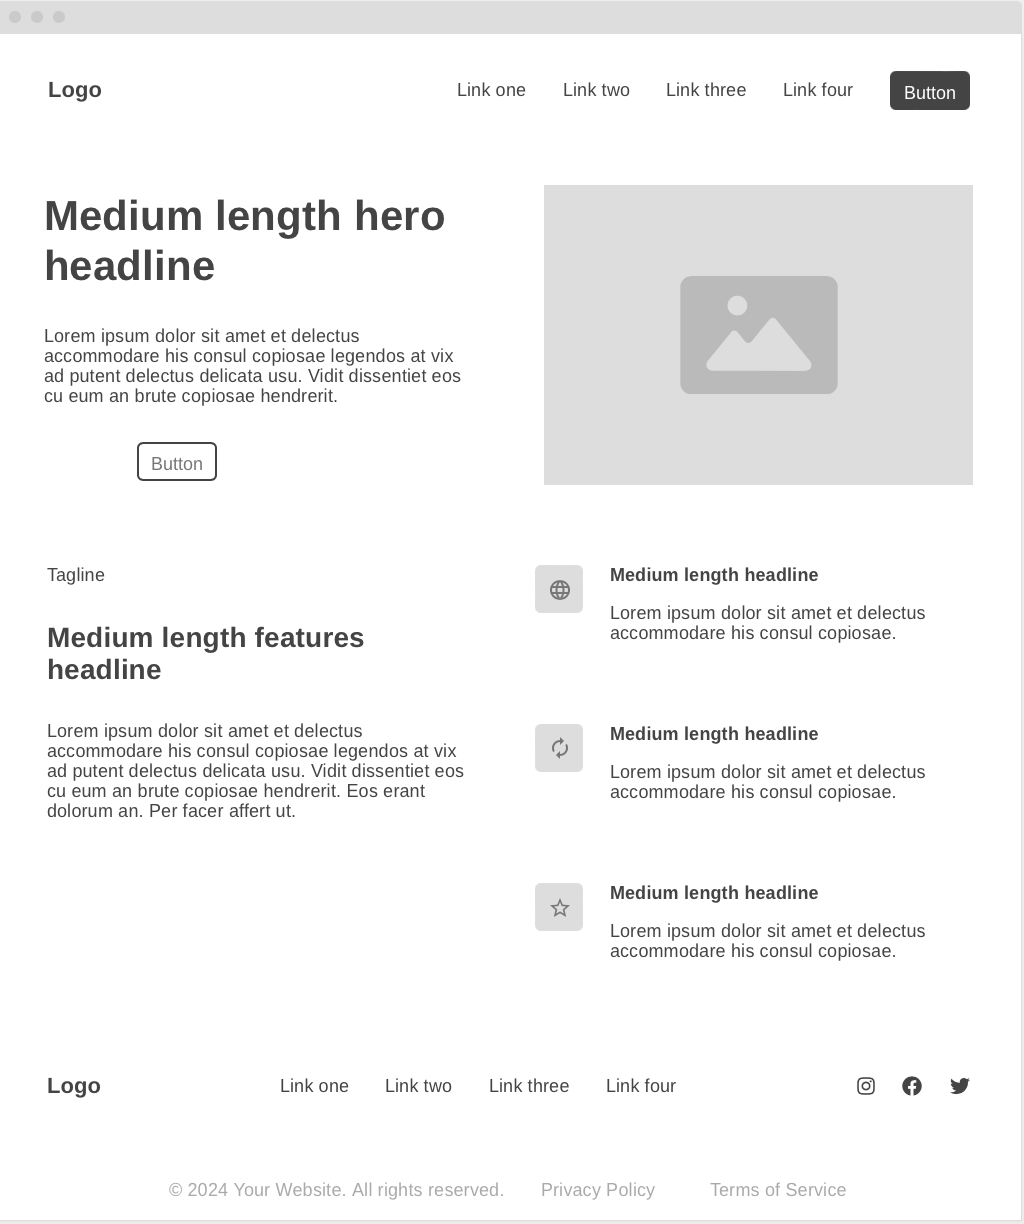 Logo
Link one
Link two
Link three
Link four
Button
Medium length hero
headline
Lorem ipsum dolor sit amet et delectus
accommodare his consul copiosae legendos at vix
ad putent delectus delicata usu. Vidit dissentiet eos
cu eum an brute copiosae hendrerit.
Button
Tagline
Medium length features
headline
Lorem ipsum dolor sit amet et delectus
accommodare his consul copiosae legendos at vix
ad putent delectus delicata usu. Vidit dissentiet eos
cu eum an brute copiosae hendrerit. Eos erant
dolorum an. Per facer affert ut.
Medium length headline
Lorem ipsum dolor sit amet et delectus
accommodare his consul copiosae.
Medium length headline
Lorem ipsum dolor sit amet et delectus
accommodare his consul copiosae.
Medium length headline
Lorem ipsum dolor sit amet et delectus
accommodare his consul copiosae.
Logo
Link one
Link two
Link three
Link four
© 2024 Your Website. All rights reserved.
Privacy Policy
Terms of Service